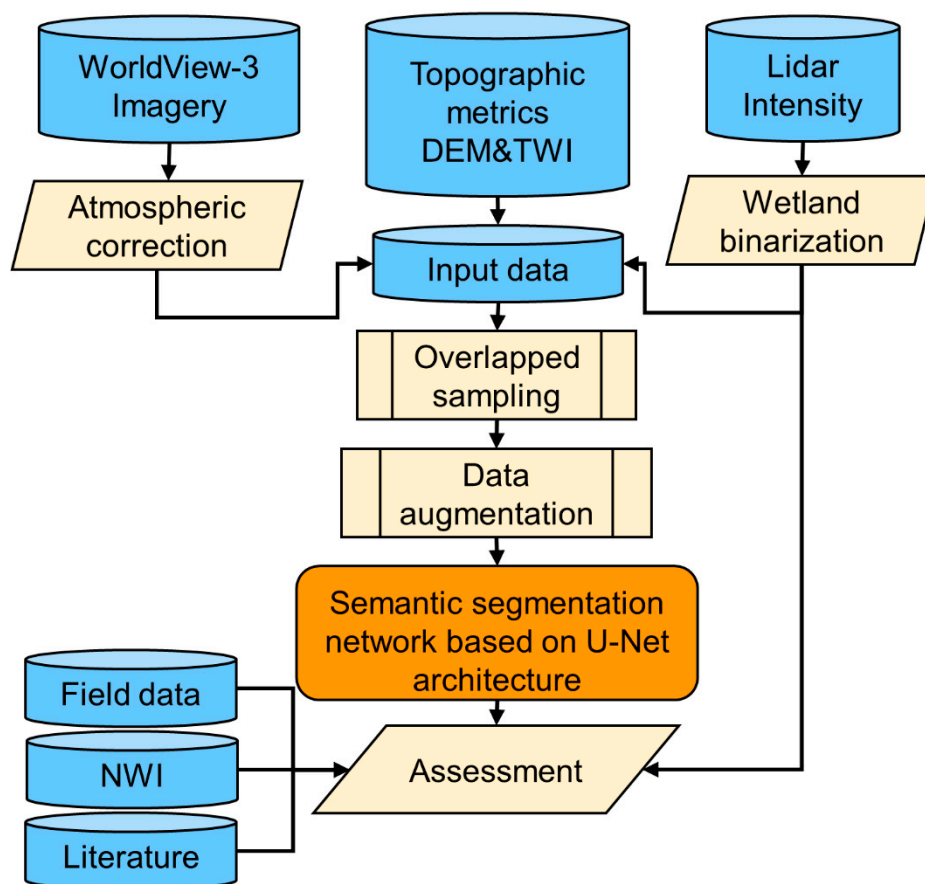 WorldView-3
Imagery
Topographic
metrics
DEM&TWI
Lidar
Intensity
Atmospheric
correction
Wetland
binarization
Input data
Overlapped
sampling
Data
augmentation
Semantic segmentation
network based on U-Net
architecture
Field data
NWI
Literature
Assessment